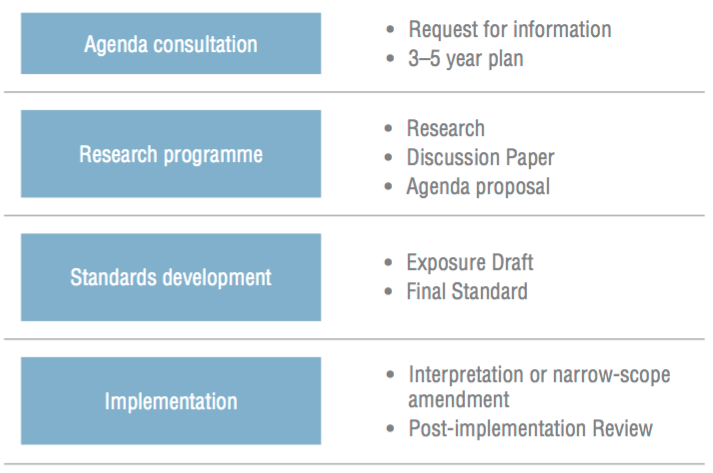 Agenda consultation
• Request for information
• 3–5 year plan
Research programme
• Research
• Discussion Paper
• Agenda proposal
Standards development
• Exposure Draft
• Final Standard
Implementation
• Interpretation or narrow-scope
amendment
• Post-implementation Review